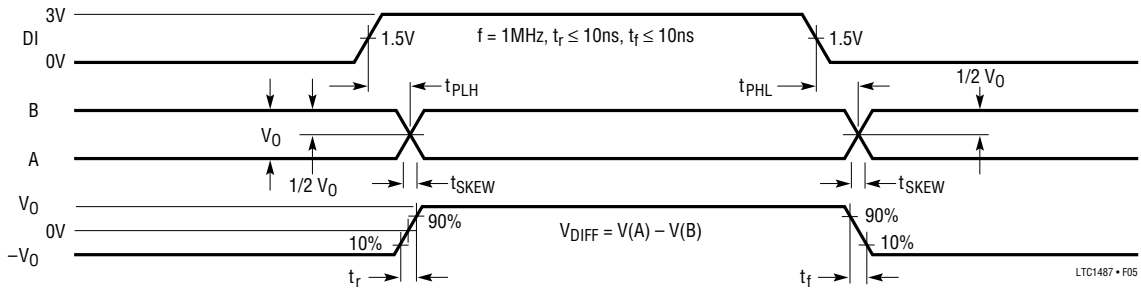 3V
DI
0V
1.5V
f = 1MHz, tr ≤ 10ns, tf ≤ 10ns
1.5V
tPLH
tPHL
1/2 VO
B
VO
A
1/2 VO
tSKEW
tSKEW
VO
0V
–VO
90%
10%
VDIFF = V(A) – V(B)
90%
10%
tr
tf
LTC1487 • F05